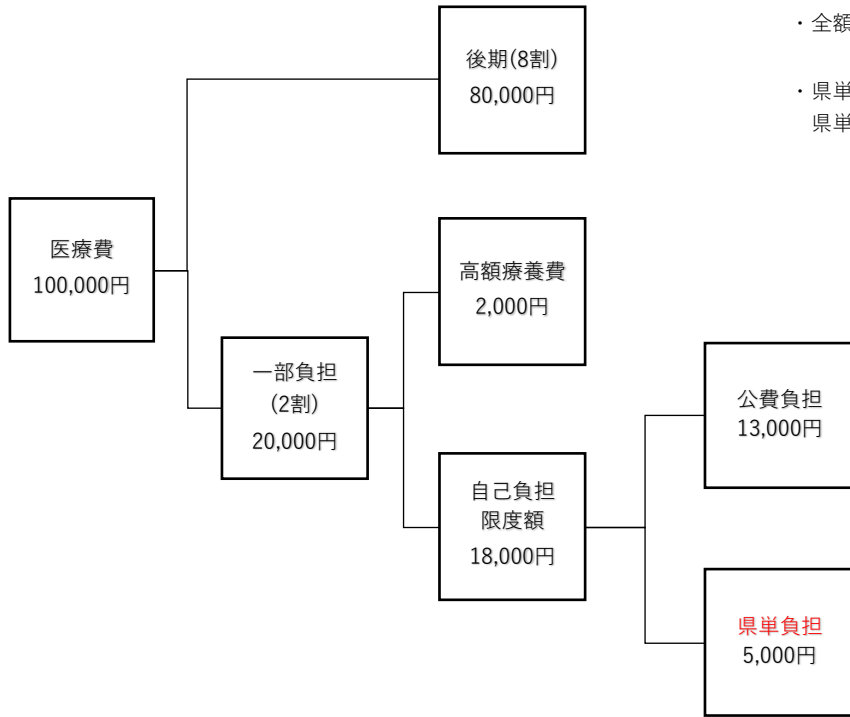 ・全額
・県単
県単
後期(8割)
80,000円
医療費
100,000円
高額療養費
2,000円
一部負担
(2割)
20,000円
公費負担
13,000円
自己負担
限度額
18,000円
県単負担
5,000円